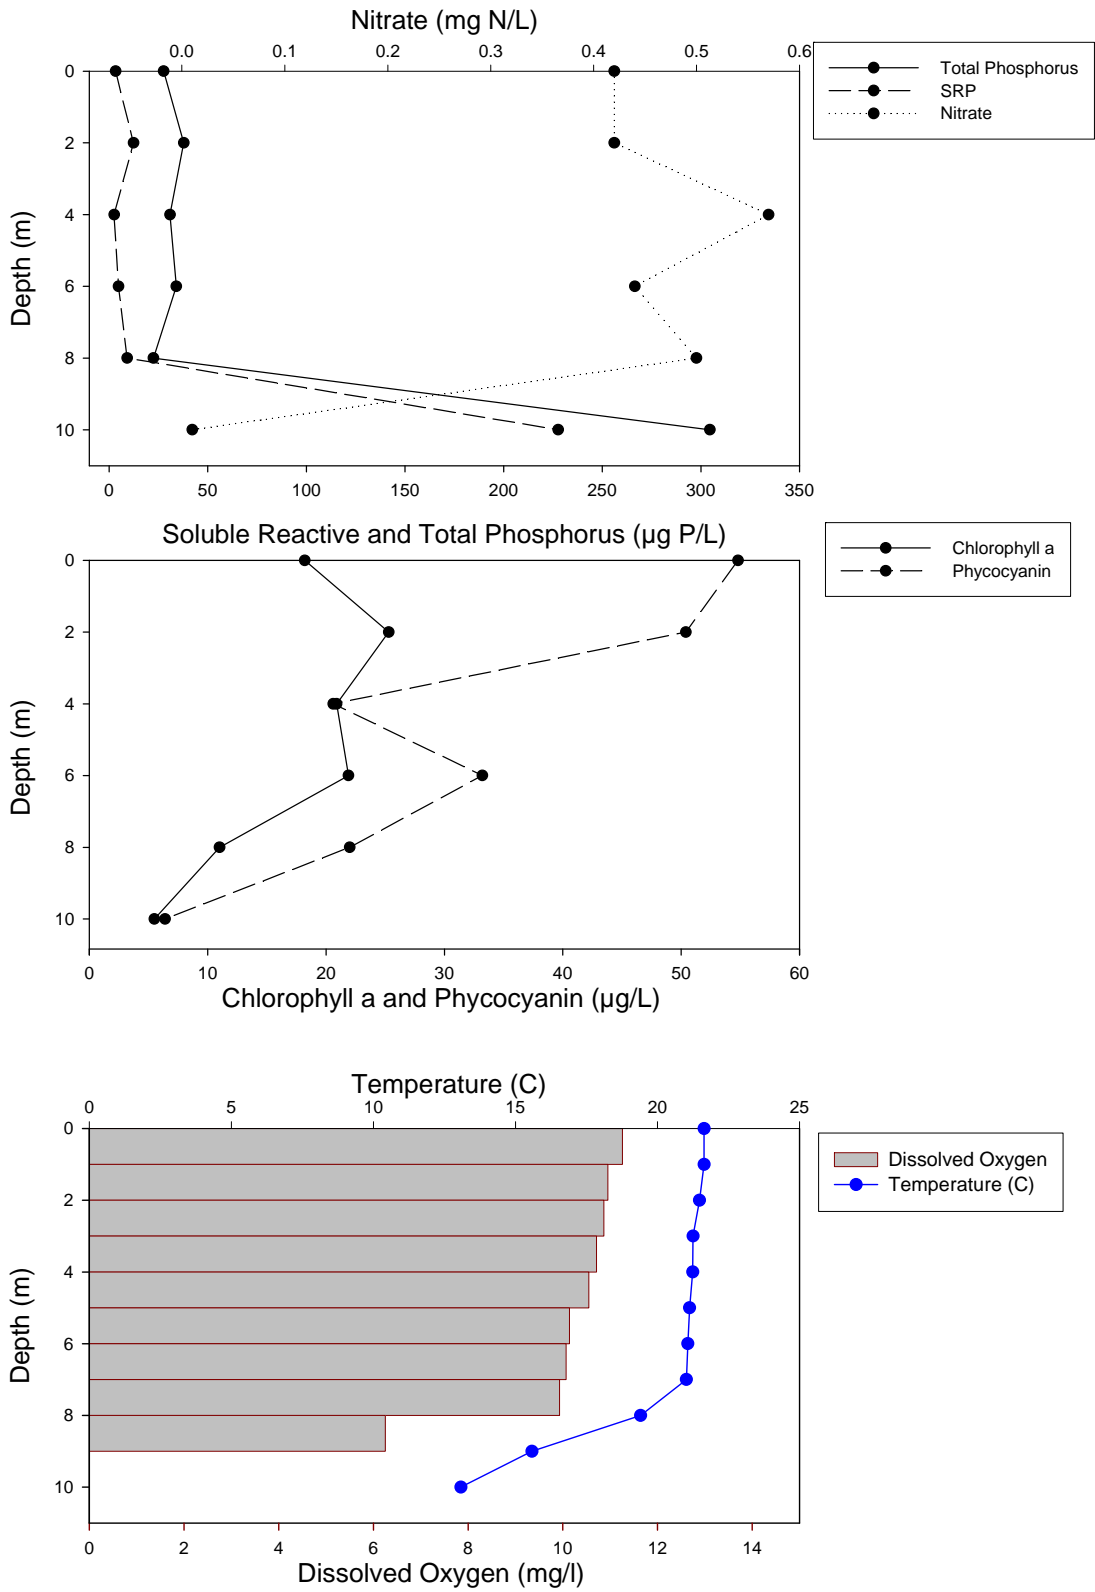 Nitrate (mg N/L)
0.0 0.1 0.2 0.3 0.4 0.5 0.6
Total Phosphorus
SRP
Nitrate
Depth (m)
0
2
4
6
8
10
0 50 100 150 200 250 300 350
Soluble Reactive and Total Phosphorus (µg P/L)
Chlorophyll a
Phycocyanin
Depth (m)
0
2
4
6
8
10
0 10 20 30 40 50 60
Chlorophyll a and Phycocyanin (µg/L)
Temperature (C)
0 5 10 15 20 25
Dissolved Oxygen
Temperature (C)
Depth (m)
0
2
4
6
8
10
0 2 4 6 8 10 12 14
Dissolved Oxygen (mg/l)